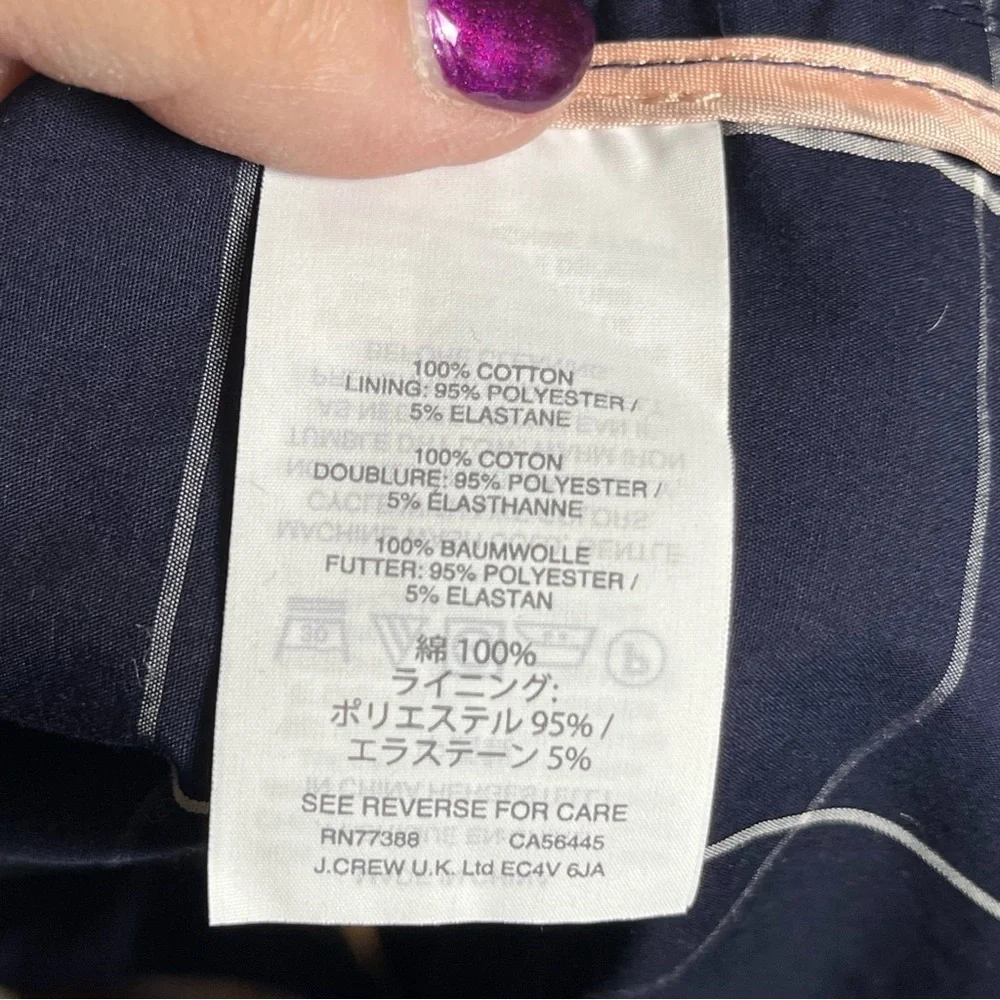 100% COTTON
LINING: 95% POLYESTER /
5% ELASTANE
100% COTON
DOUBLURE: 95% POLYESTER /
5% ÉLASTHANNE
100% BAUMWOLLE
FUTTER: 95% POLYESTER /
5% ELASTAN
綿 100%
ライニング:
ポリエステル 95% /
エラステーン 5%
SEE REVERSE FOR CARE
RN77388 CA56445
J.CREW U.K. Ltd EC4V 6JA